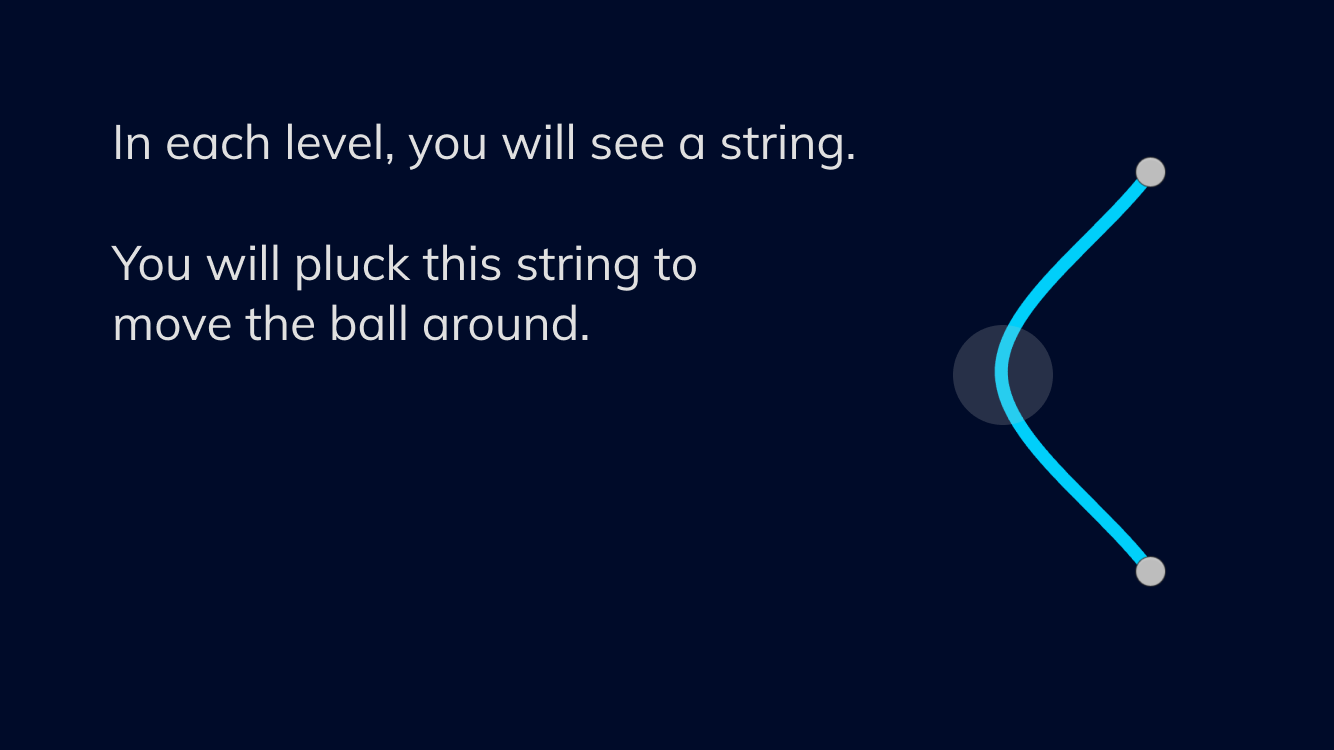 In each level, you will see a string.
You will pluck this string to
move the ball around.